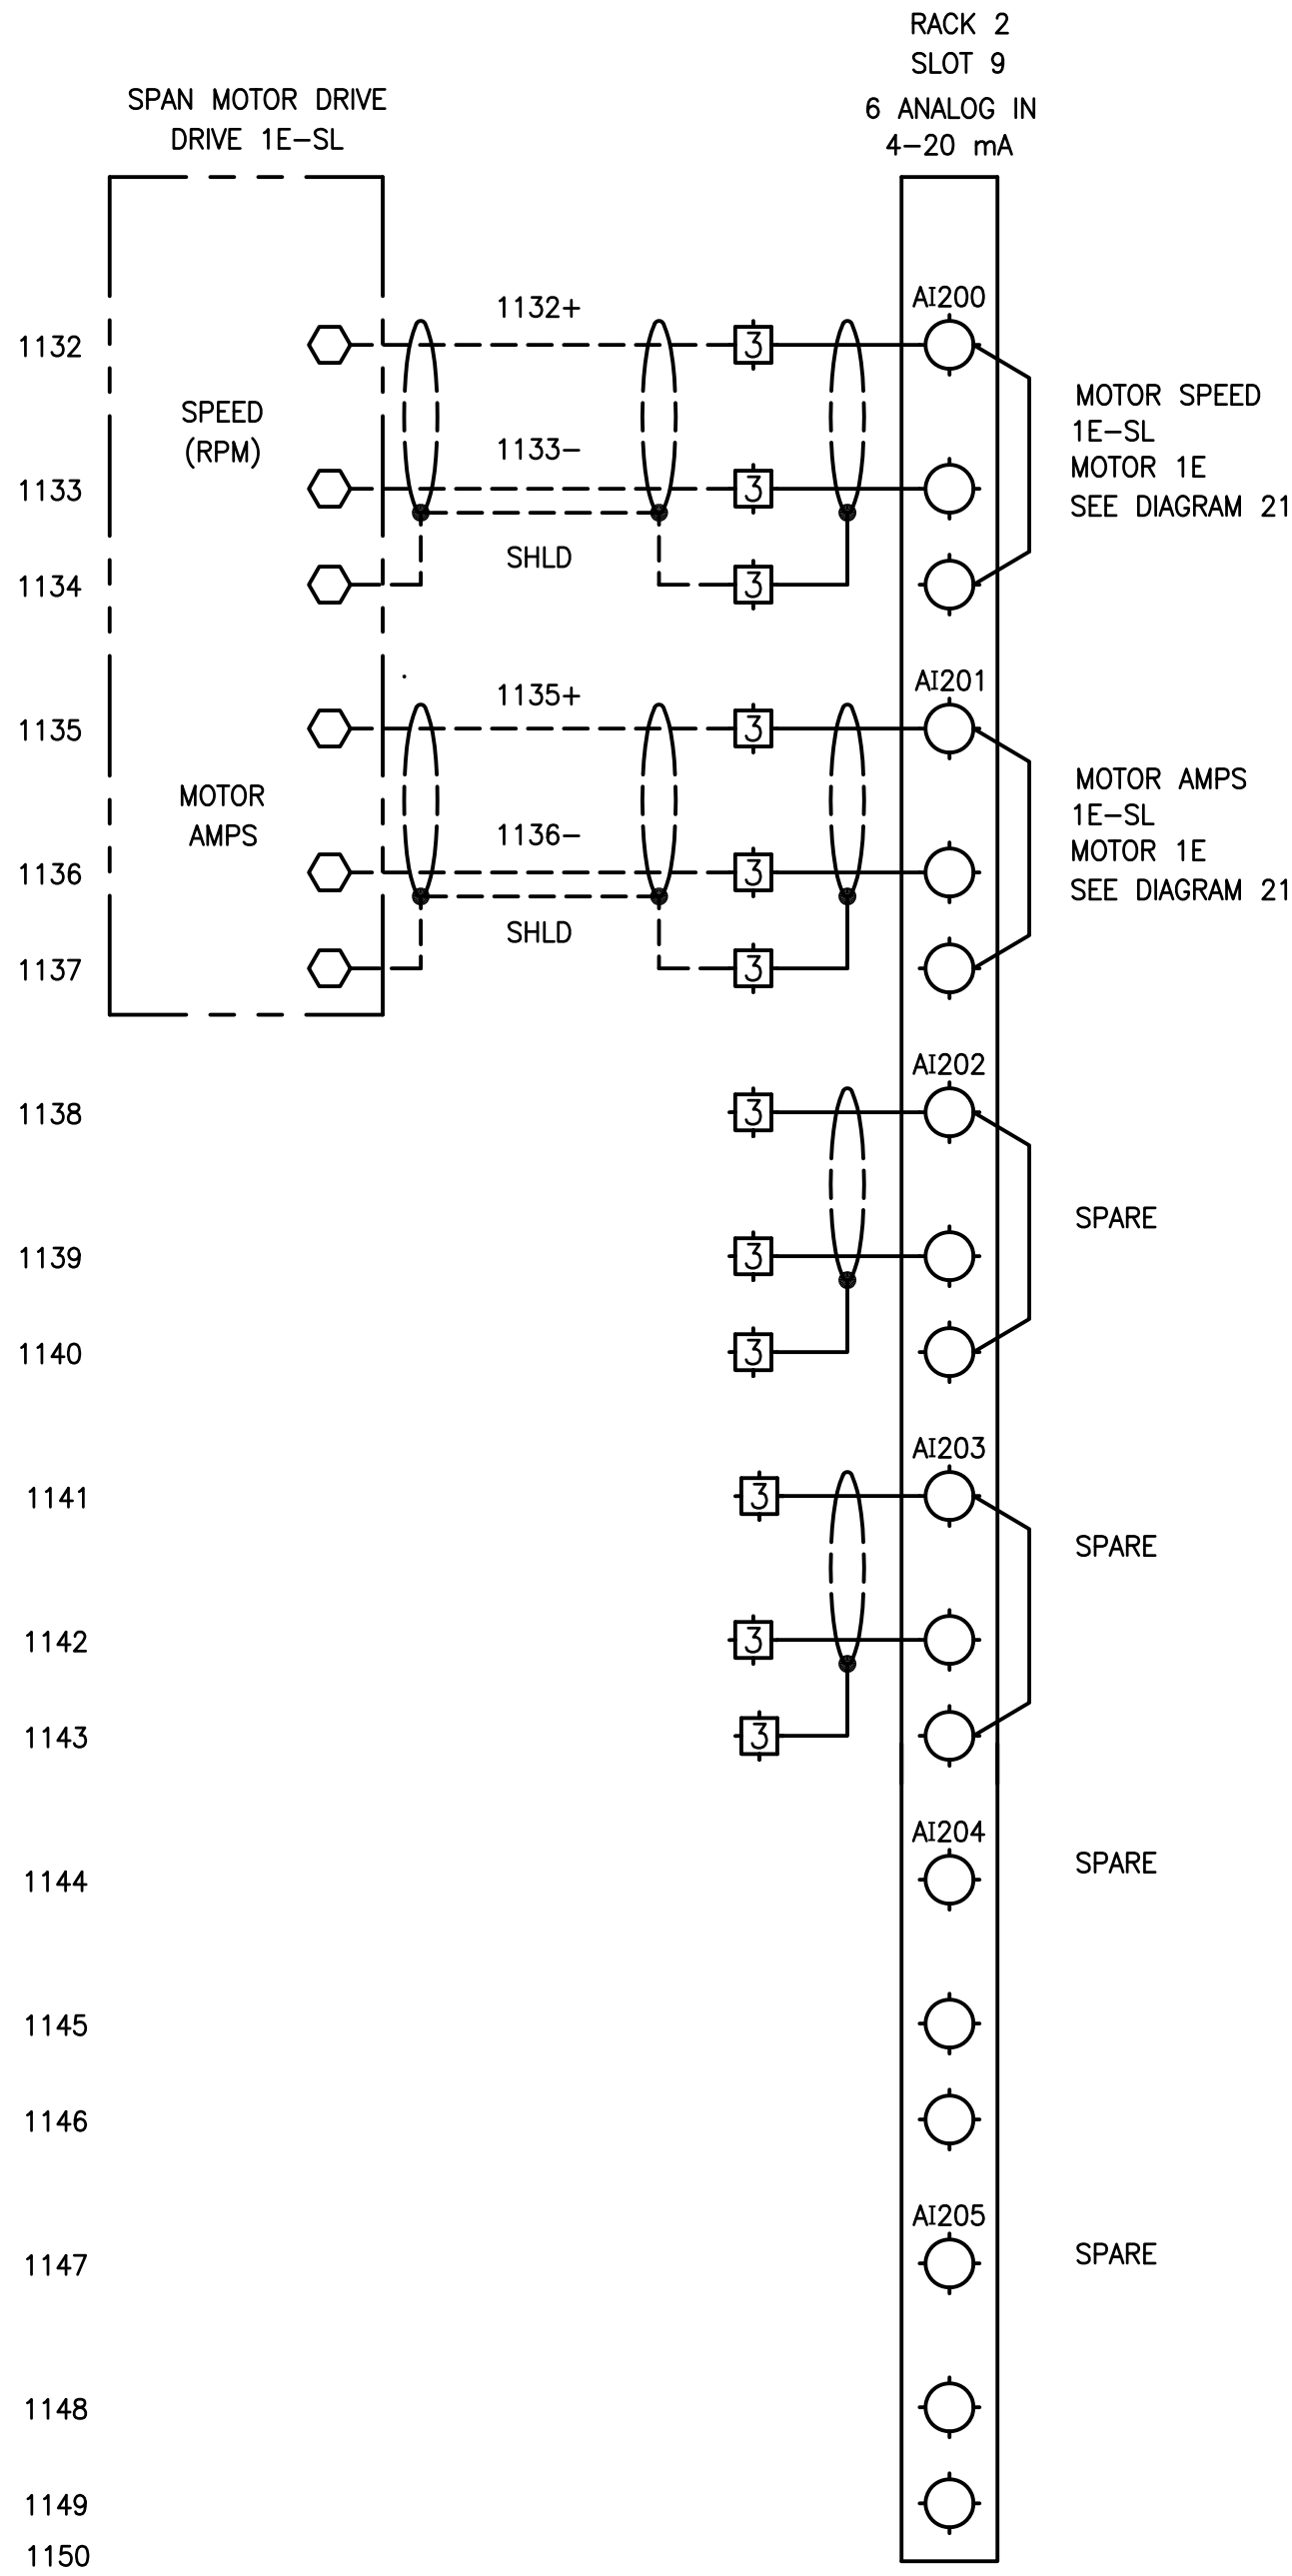 RACK 2
SLOT 9
6 ANALOG IN
4-20 mA
SPAN MOTOR DRIVE
DRIVE 1E-SL
AI200
1132
1132+
3
SPEED
(RPM)
MOTOR SPEED
1E-SL
MOTOR 1E
SEE DIAGRAM 21
1133
1133-
3
SHLD
1134
3
AI201
1135
1135+
3
MOTOR
AMPS
MOTOR AMPS
1E-SL
MOTOR 1E
SEE DIAGRAM 21
1136
1136-
3
SHLD
1137
3
AI202
1138
3
SPARE
1139
3
1140
3
AI203
1141
3
SPARE
1142
3
1143
3
AI204
SPARE
1144
1145
1146
AI205
SPARE
1147
1148
1149
1150